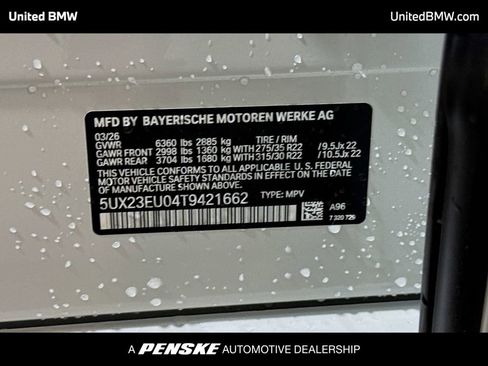 United BMW
UnitedBMW.com
MFD BY BAYERISCHE MOTOREN WERKE AG
03/26
GVWR 6360 lbs 2885 kg TIRE / RIM
GAWR FRONT 2998 lbs 1360 kg WITH 275/35 R22 / 9.5Jx 22
GAWR REAR 3704 lbs 1680 kg WITH 315/30 R22 / 10.5Jx 22
THIS VEHICLE CONFORMS TO ALL APPLICABLE U.S. FEDERAL
MOTOR VEHICLE SAFETY STANDARDS IN EFFECT
ON THE DATE OF MANUFACTURE SHOWN ABOVE.
5UX23EU04T9421662 TYPE: MPV
A96
7 320 725
A PENSKE AUTOMOTIVE DEALERSHIP